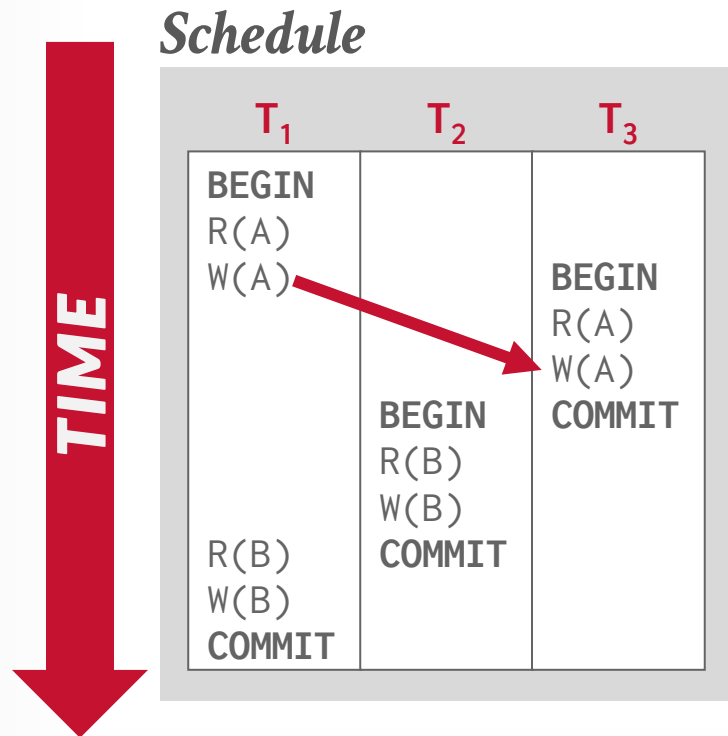 Schedule
TIME
T₁ T₂ T₃
BEGIN
R(A)
W(A) BEGIN
R(A)
W(A)
BEGIN COMMIT
R(B)
W(B)
R(B) COMMIT
W(B)
COMMIT